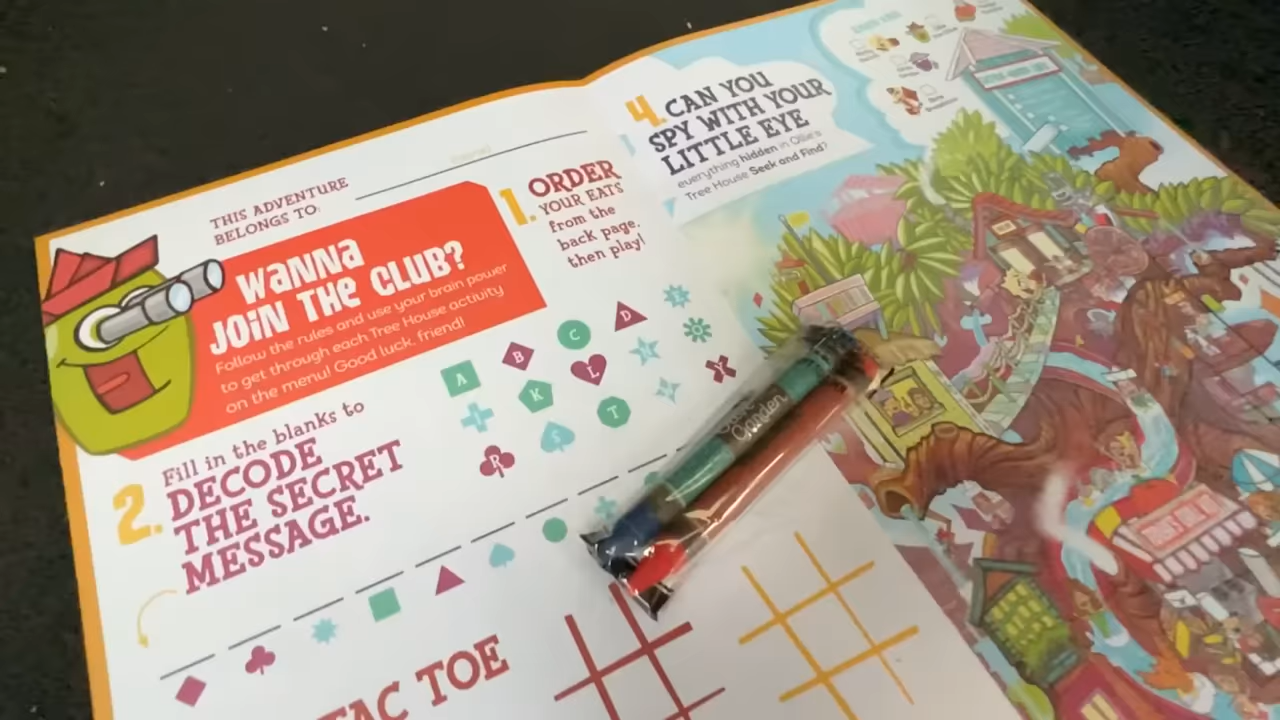 THIS ADVENTURE
BELONGS TO:
WANNA
JOIN THE CLUB?
Follow the rules and use your brain power
to get through each Tree House activity
on the menu! Good luck, friend!
1. ORDER
YOUR EATS
from the
back page,
then play!
4. CAN YOU
SPY WITH YOUR
LITTLE EYE
everything hidden in Ollie's
Tree House Seek and Find?
2. Fill in the blanks to
DECODE
THE SECRET
MESSAGE.
A
B
C
D
K
L
S
T
R
Y
Garden
TAC TOE